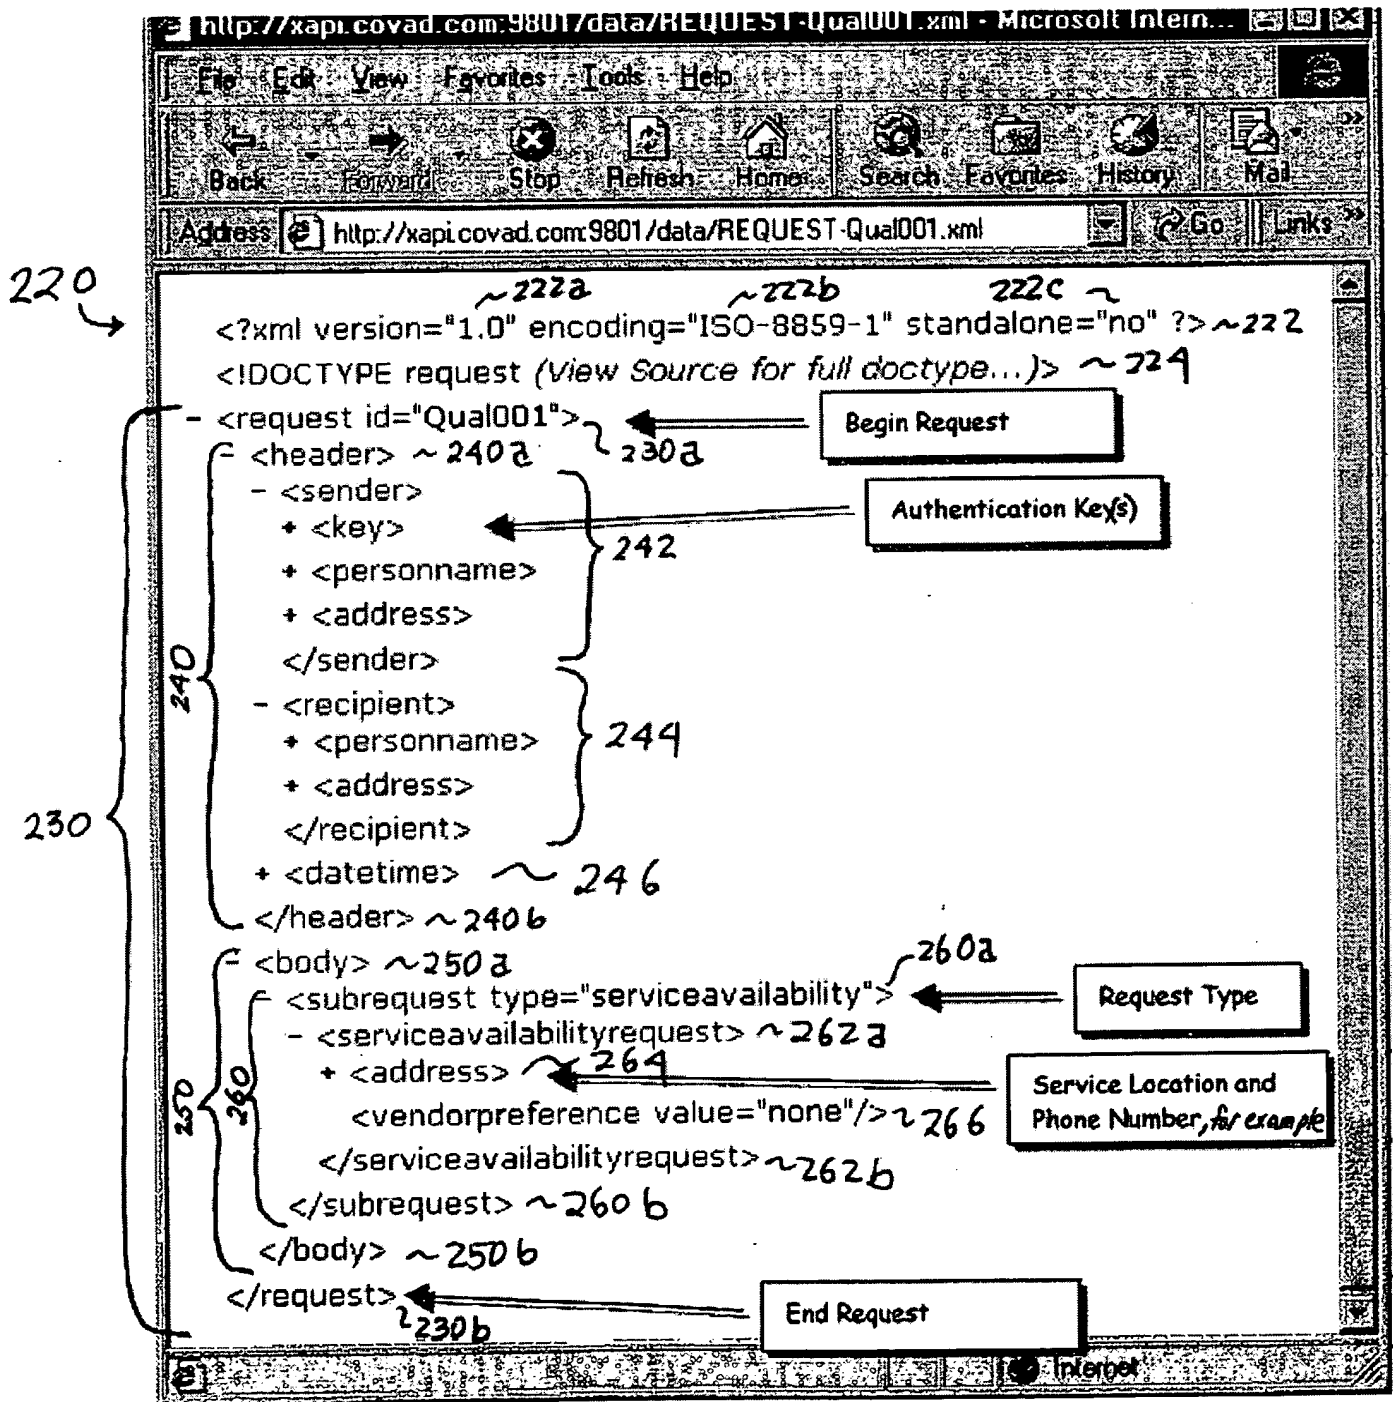 http://xapi.covad.com:9801/data/REQUEST-Qual001.xml - Microsoft Intern...
File Edit View Favorites Tools Help
Back Forward Stop Refresh Home Search Favorites History Mail
Address http://xapi.covad.com:9801/data/REQUEST-Qual001.xml Go Links
220
~222a ~222b 222c ~
<?xml version="1.0" encoding="ISO-8859-1" standalone="no" ?> ~222
<!DOCTYPE request (View Source for full doctype...)> ~224
- <request id="Qual001"> 230a Begin Request
- <header> ~240a
- <sender>
+ <key> Authentication Key(s)
242
+ <personname>
+ <address>
</sender>
240
- <recipient>
+ <personname> 244
+ <address>
</recipient>
230
+ <datetime> ~ 246
</header> ~240b
- <body> ~250a 260a
- <subrequest type="serviceavailability"> Request Type
- <serviceavailabilityrequest> ~262a
+ <address> ~264 Service Location and
Phone Number, for example
250 260
<vendorpreference value="none"/> ~266
</serviceavailabilityrequest> ~262b
</subrequest> ~260b
</body> ~250b
</request> End Request
230b
Internet